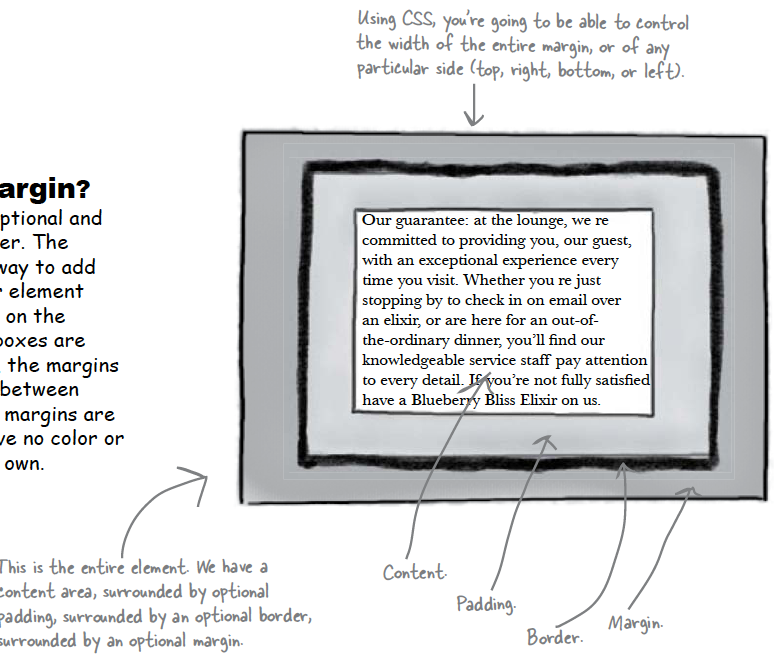 Using CSS, you're going to be able to control
the width of the entire margin, or of any
particular side (top, right, bottom, or left).
argin?
ptional and
er. The
way to add
r element
on the
boxes are
the margins
between
margins are
ve no color or
own.
Our guarantee: at the lounge, we re
committed to providing you, our guest,
with an exceptional experience every
time you visit. Whether you re just
stopping by to check in on email over
an elixir, or are here for an out-of-
the-ordinary dinner, you'll find our
knowledgeable service staff pay attention
to every detail. If you're not fully satisfied
have a Blueberry Bliss Elixir on us.
This is the entire element. We have a
content area, surrounded by optional
padding, surrounded by an optional border,
surrounded by an optional margin.
Content.
Padding.
Border.
Margin.